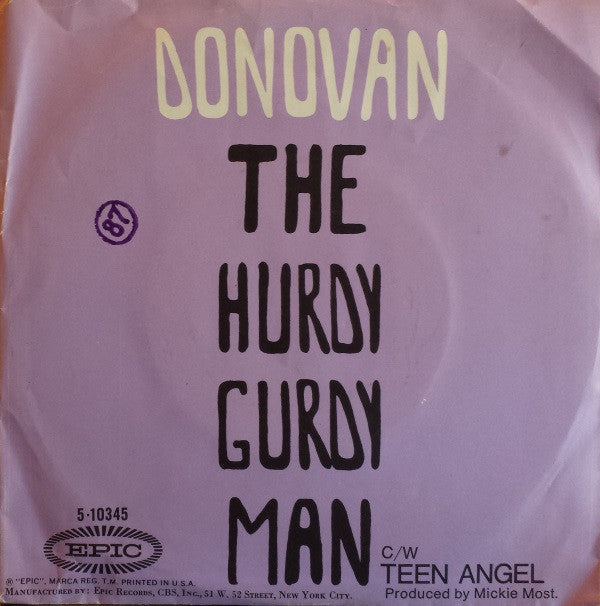 DONOVAN
THE
HURDY
GURDY
MAN
87
5-10345
EPIC
C/W
TEEN ANGEL
Produced by Mickie Most.
® "EPIC", MARCA REG. T.M. PRINTED IN U.S.A.
MANUFACTURED BY: EPIC RECORDS, CBS, INC., 51 W. 52 STREET, NEW YORK CITY.